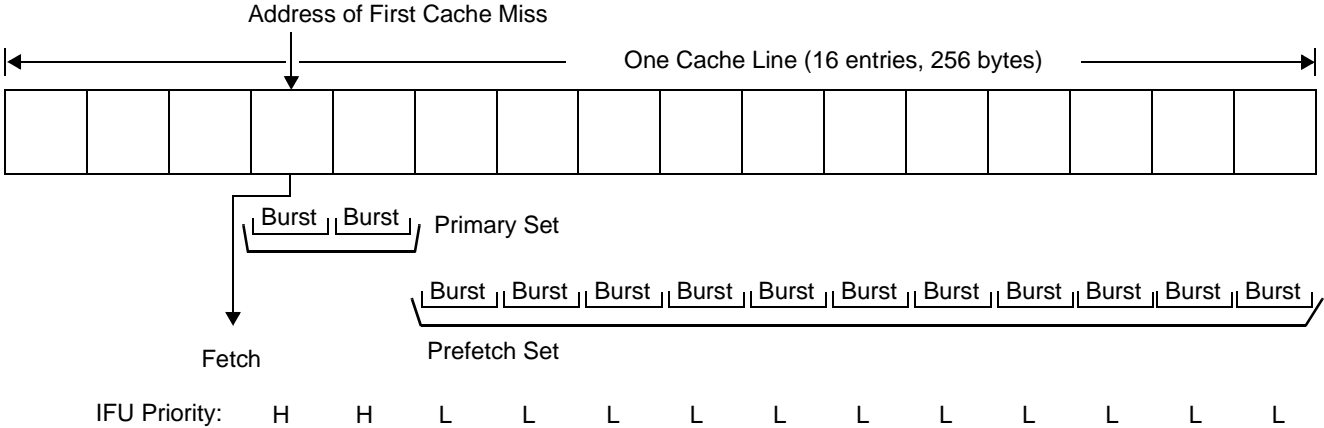 Address of First Cache Miss
One Cache Line (16 entries, 256 bytes)
Burst Burst Primary Set
Burst Burst Burst Burst Burst Burst Burst Burst Burst Burst Burst
Prefetch Set
Fetch
IFU Priority: H H L L L L L L L L L L L